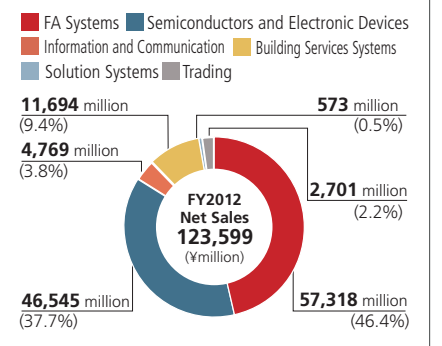 FA Systems Semiconductors and Electronic Devices
Information and Communication Building Services Systems
Solution Systems Trading
11,694 million
(9.4%)
573 million
(0.5%)
4,769 million
(3.8%)
2,701 million
(2.2%)
FY2012
Net Sales
123,599
(¥million)
46,545 million
(37.7%)
57,318 million
(46.4%)